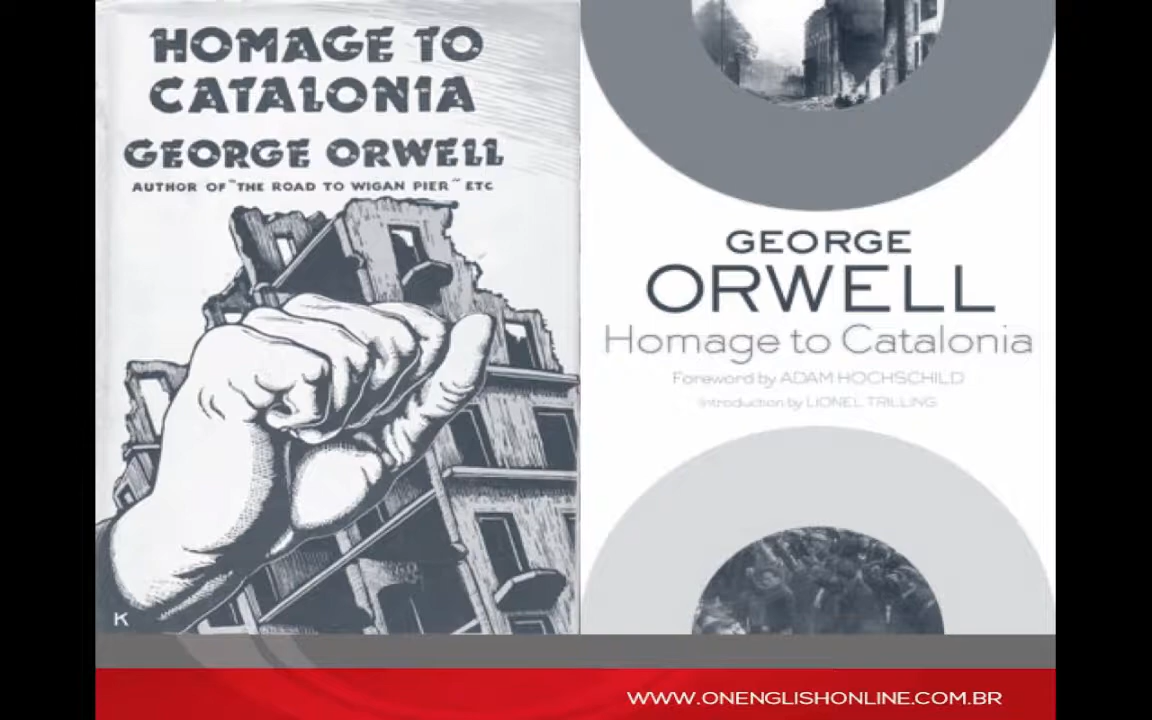 HOMAGE TO
CATALONIA
GEORGE ORWELL
AUTHOR OF "THE ROAD TO WIGAN PIER" ETC
K
GEORGE
ORWELL
Homage to Catalonia
Foreword by ADAM HOCHSCHILD
Introduction by LIONEL TRILLING
WWW.ONENGLISHONLINE.COM.BR